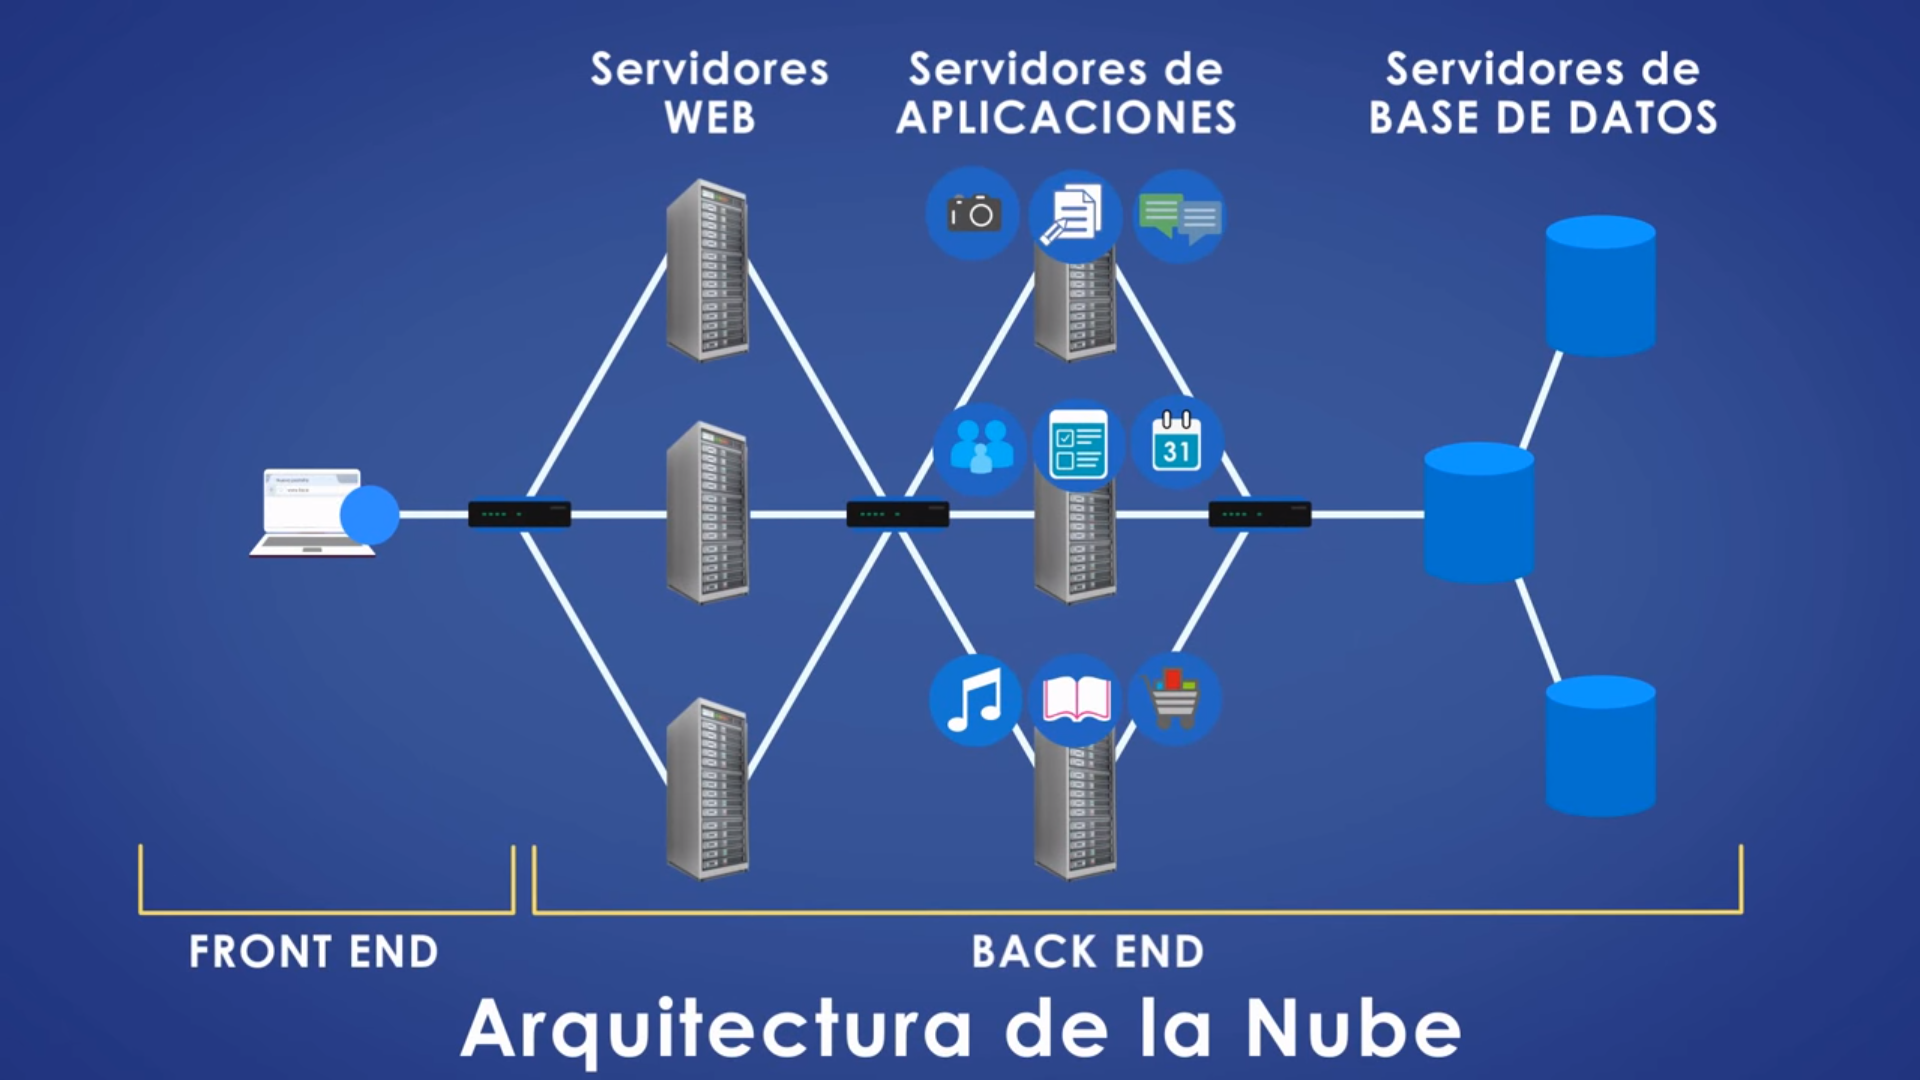 Servidores
WEB
Servidores de
APLICACIONES
Servidores de
BASE DE DATOS
31
FRONT END
BACK END
Arquitectura de la Nube